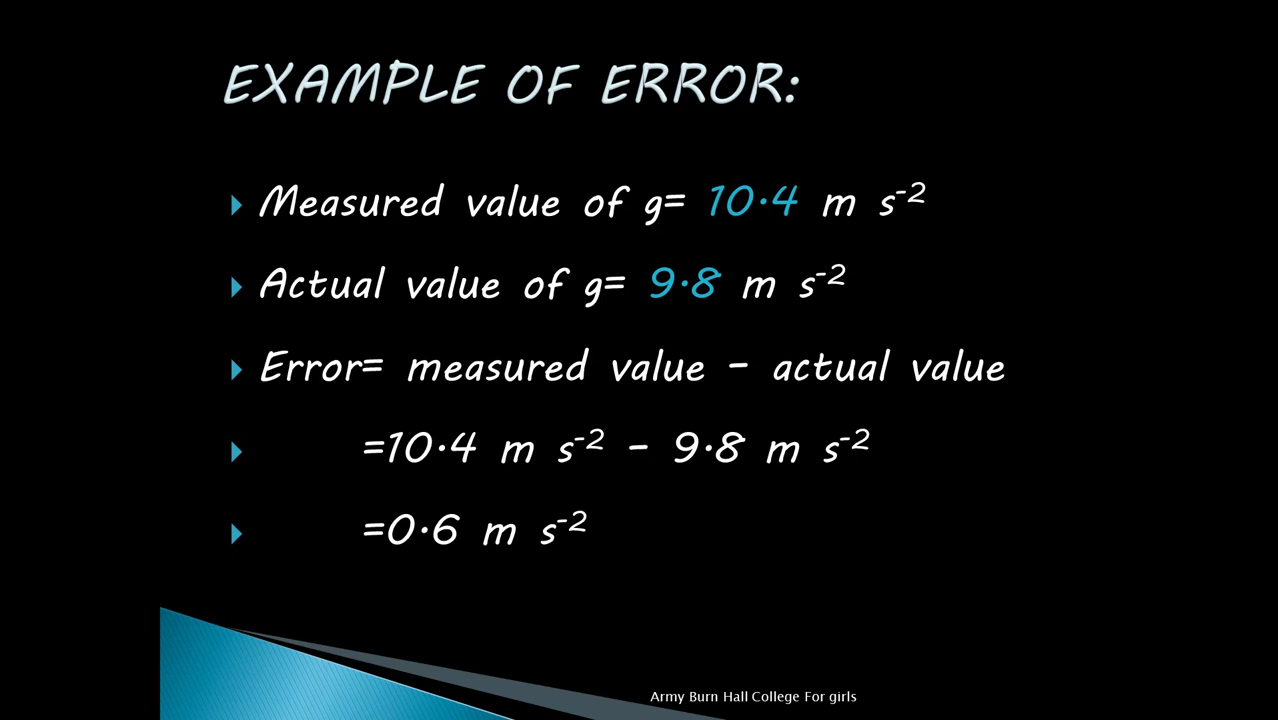 EXAMPLE OF ERROR:
Measured value of g= 10.4 m s⁻²
Actual value of g= 9.8 m s⁻²
Error= measured value - actual value
=10.4 m s⁻² - 9.8 m s⁻²
=0.6 m s⁻²
Army Burn Hall College For girls